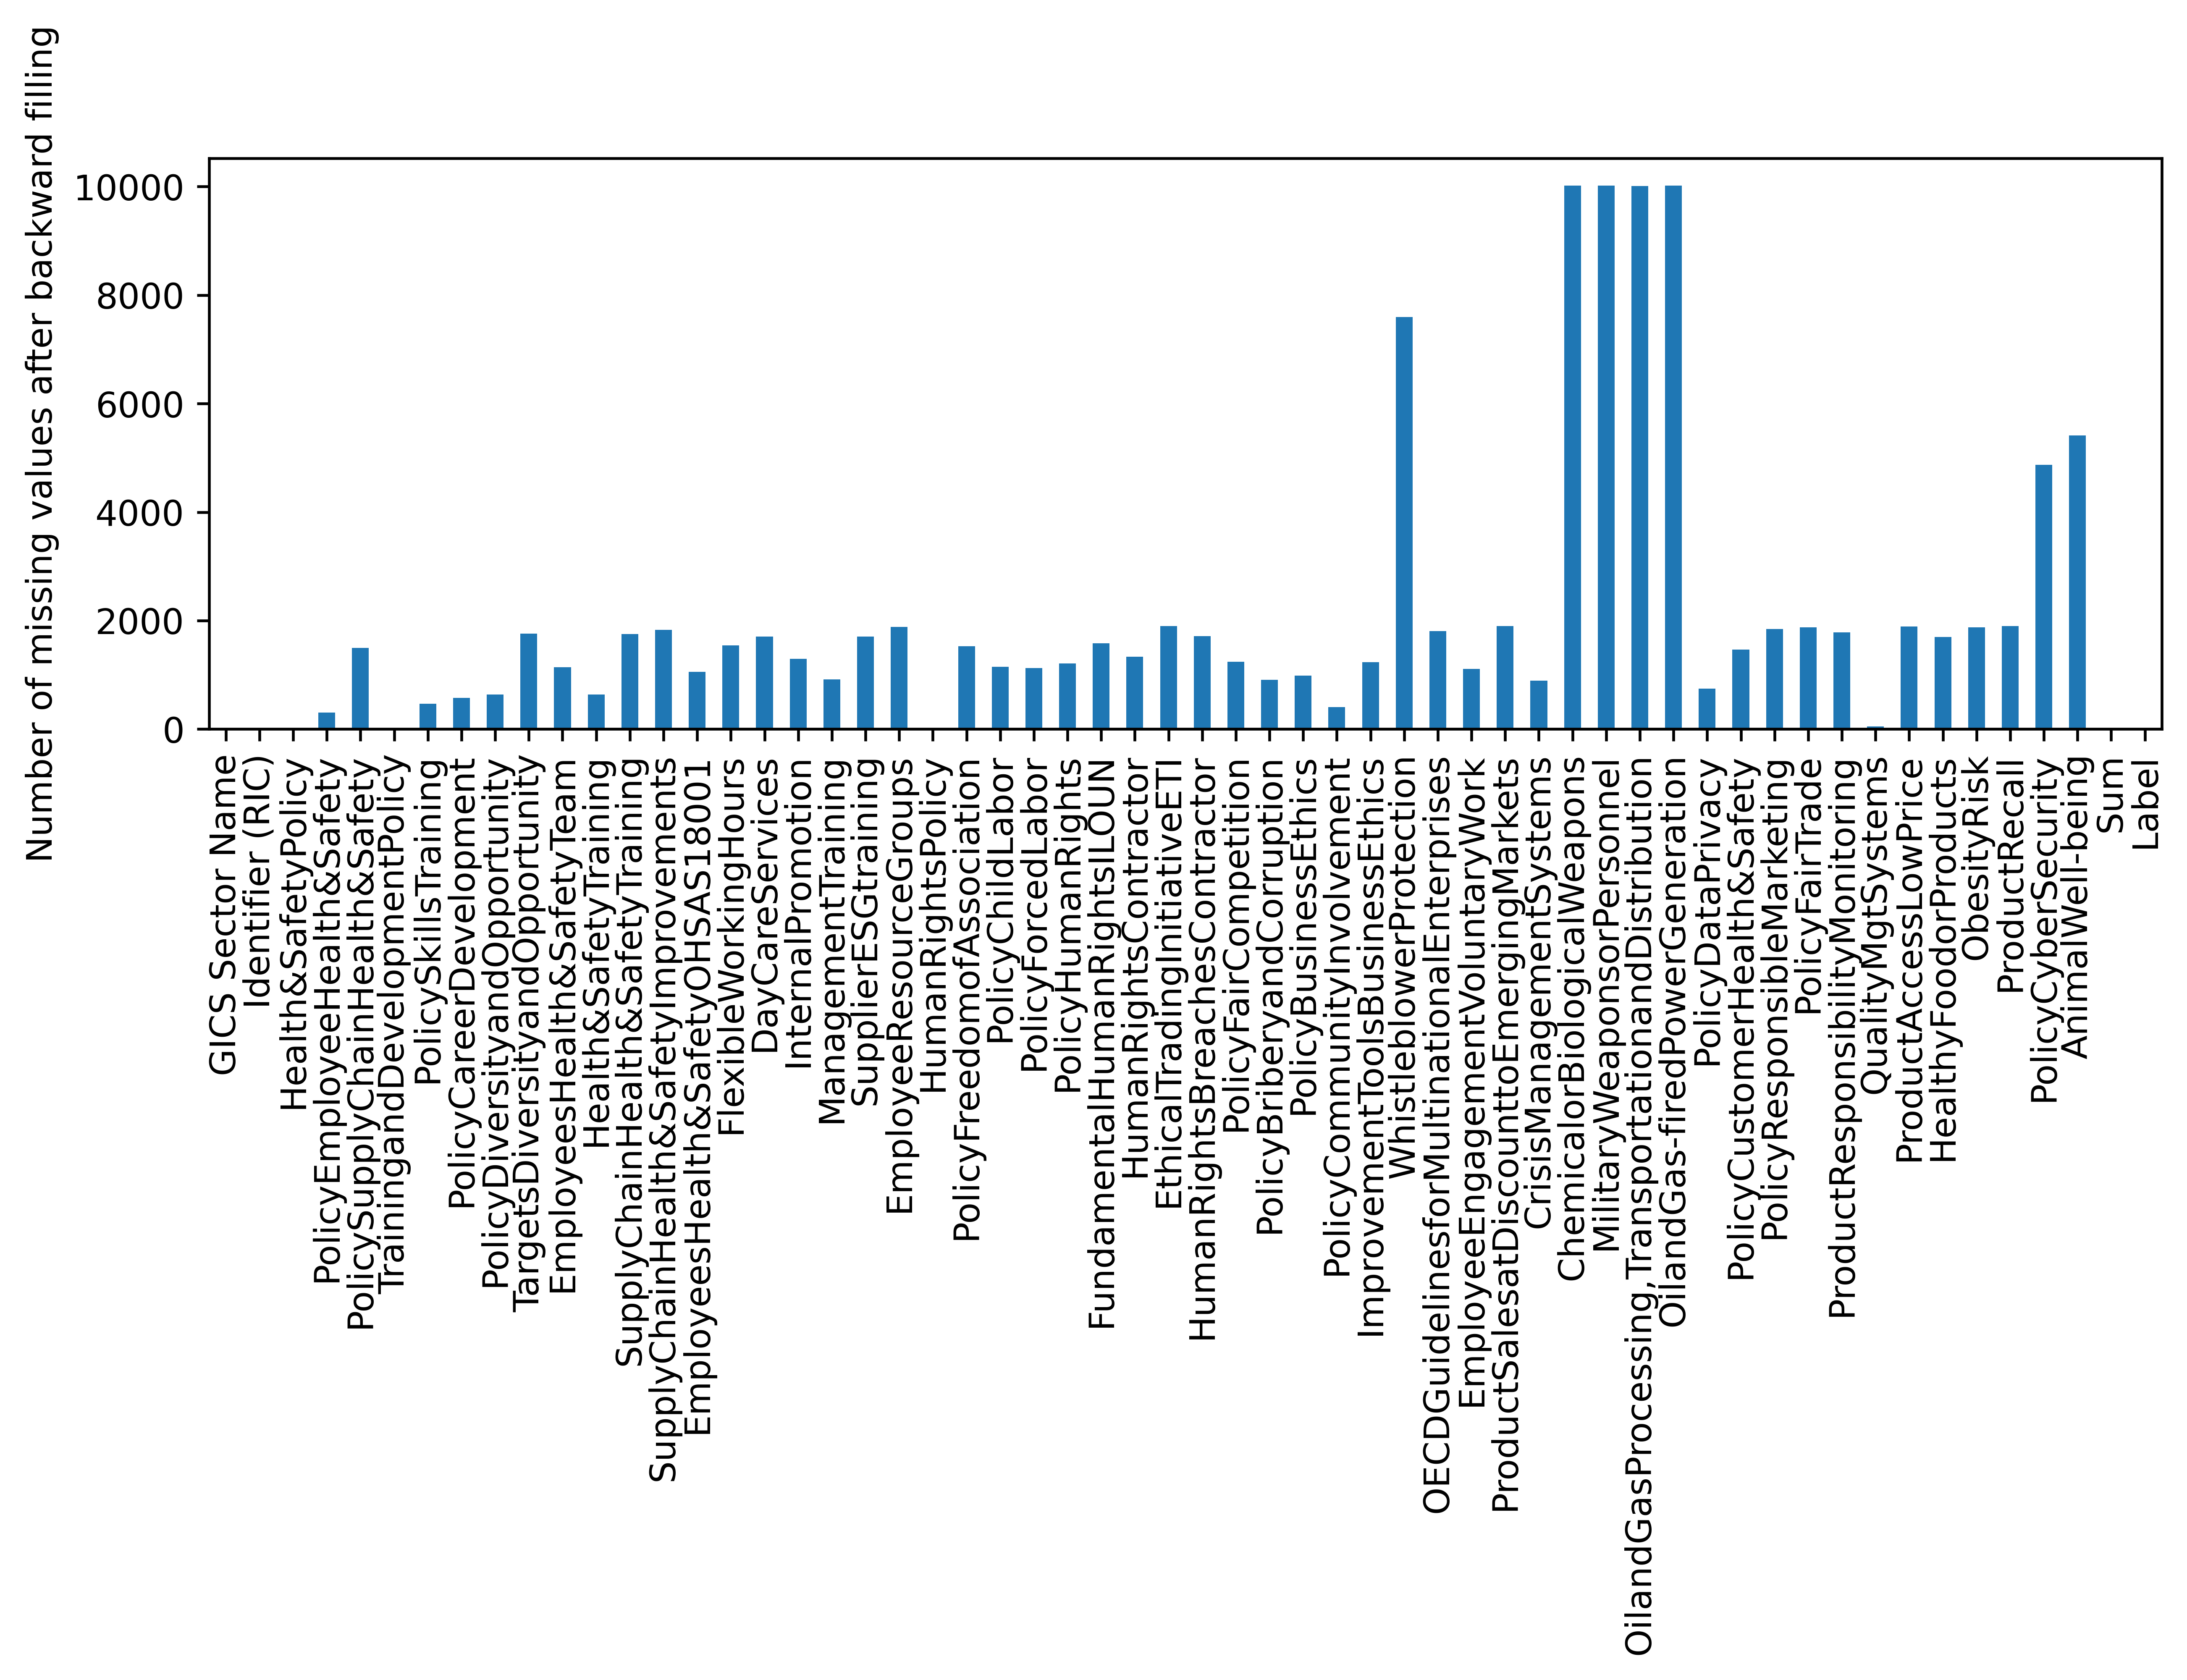 Number of missing values after backward filling
10000
8000
6000
4000
2000
0
GICS Sector Name
Identifier (RIC)
Health&SafetyPolicy
PolicyEmployeeHealth&Safety
PolicySupplyChainHealth&Safety
TrainingandDevelopmentPolicy
PolicySkillsTraining
PolicyCareerDevelopment
PolicyDiversityandOpportunity
TargetsDiversityandOpportunity
EmployeesHealth&SafetyTeam
Health&SafetyTraining
SupplyChainHealth&SafetyTraining
SupplyChainHealth&SafetyImprovements
EmployeesHealth&SafetyOHSAS18001
FlexibleWorkingHours
DayCareServices
InternalPromotion
ManagementTraining
SupplierESGtraining
EmployeeResourceGroups
HumanRightsPolicy
PolicyFreedomofAssociation
PolicyChildLabor
PolicyForcedLabor
PolicyHumanRights
FundamentalHumanRightsILOUN
HumanRightsContractor
EthicalTradingInitiativeETI
HumanRightsBreachesContractor
PolicyFairCompetition
PolicyBriberyandCorruption
PolicyBusinessEthics
PolicyCommunityInvolvement
ImprovementToolsBusinessEthics
WhistleblowerProtection
OECDGuidelinesforMultinationalEnterprises
EmployeeEngagementVoluntaryWork
ProductSalesatDiscounttoEmergingMarkets
CrisisManagementSystems
ChemicalorBiologicalWeapons
MilitaryWeaponsorPersonnel
OilandGasProcessing,TransportationandDistribution
OilandGas-firedPowerGeneration
PolicyDataPrivacy
PolicyCustomerHealth&Safety
PolicyResponsibleMarketing
PolicyFairTrade
ProductResponsibilityMonitoring
QualityMgtSystems
ProductAccessLowPrice
HealthyFoodorProducts
ObesityRisk
ProductRecall
PolicyCyberSecurity
AnimalWell-being
Sum
Label